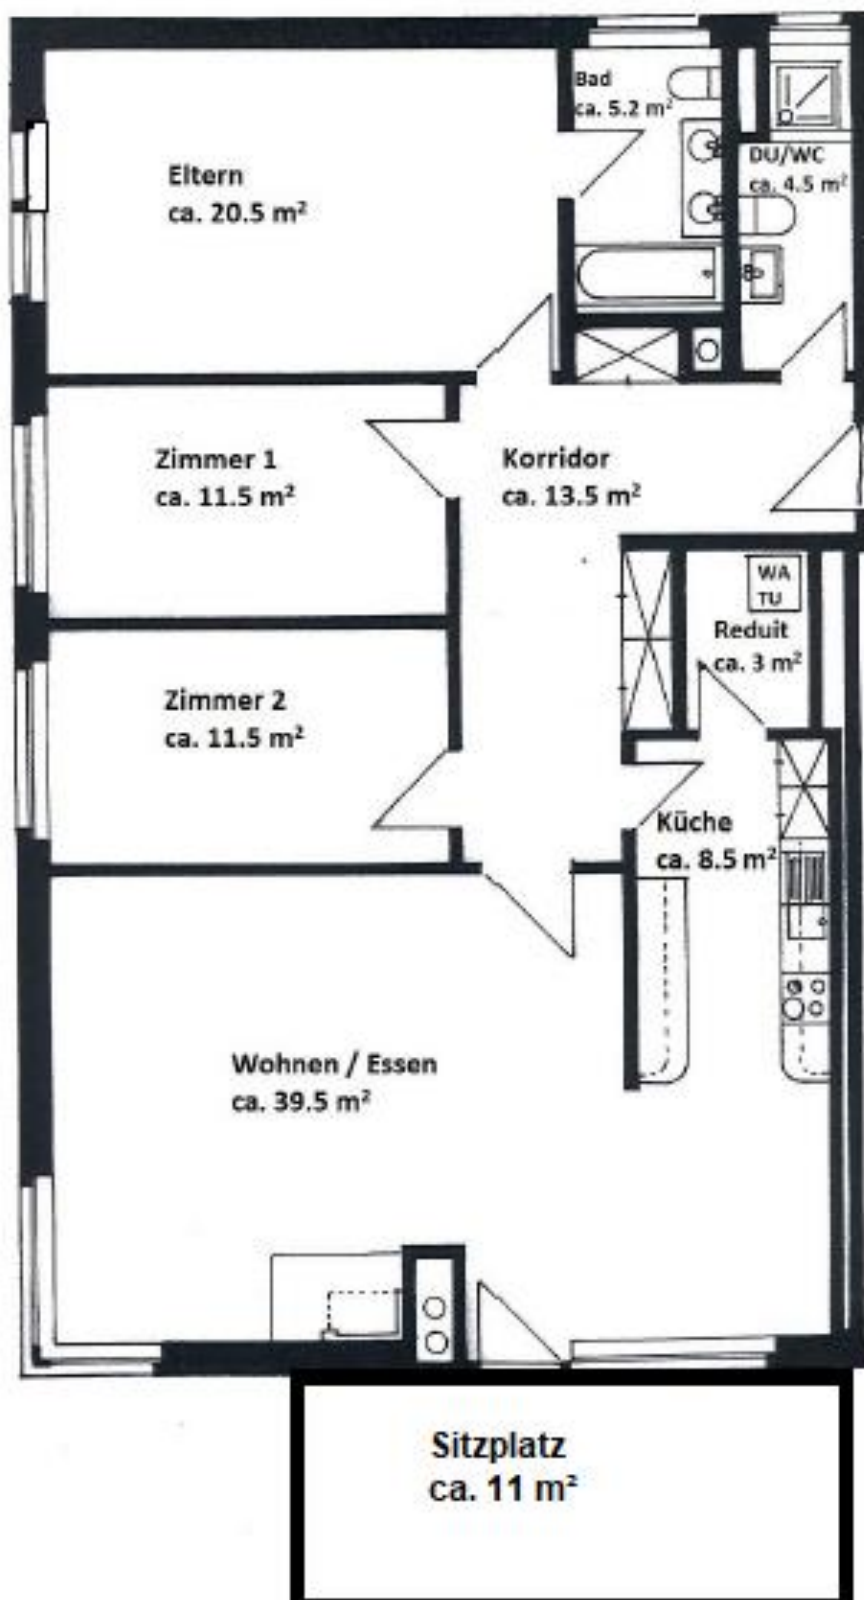 Bad
ca. 5.2 m²
DU/WC
ca. 4.5 m²
Eltern
ca. 20.5 m²
Zimmer 1
ca. 11.5 m²
Korridor
ca. 13.5 m²
WA
TU
Reduit
ca. 3 m²
Zimmer 2
ca. 11.5 m²
Küche
ca. 8.5 m²
Wohnen / Essen
ca. 39.5 m²
Sitzplatz
ca. 11 m²